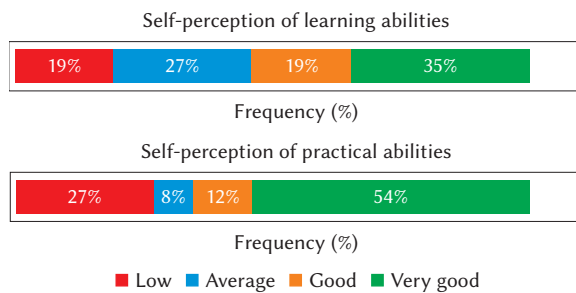 Self-perception of learning abilities
19% 27% 19% 35%
Frequency (%)
Self-perception of practical abilities
27% 8% 12% 54%
Frequency (%)
Low Average Good Very good